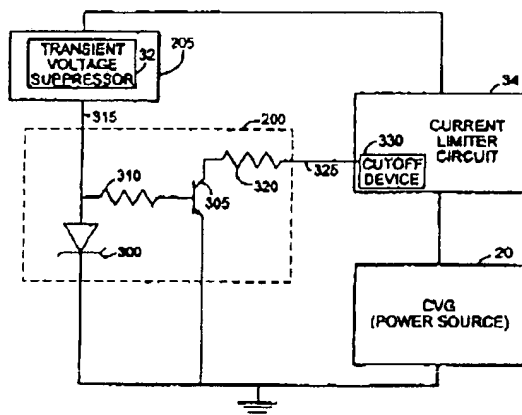 TRANSIENT
VOLTAGE
SUPPRESSOR
32
205
34
315
200
CURRENT
LIMITER
CIRCUIT
330
CUTOFF
DEVICE
310
305
320
325
300
20
CVG
(POWER SOURCE)